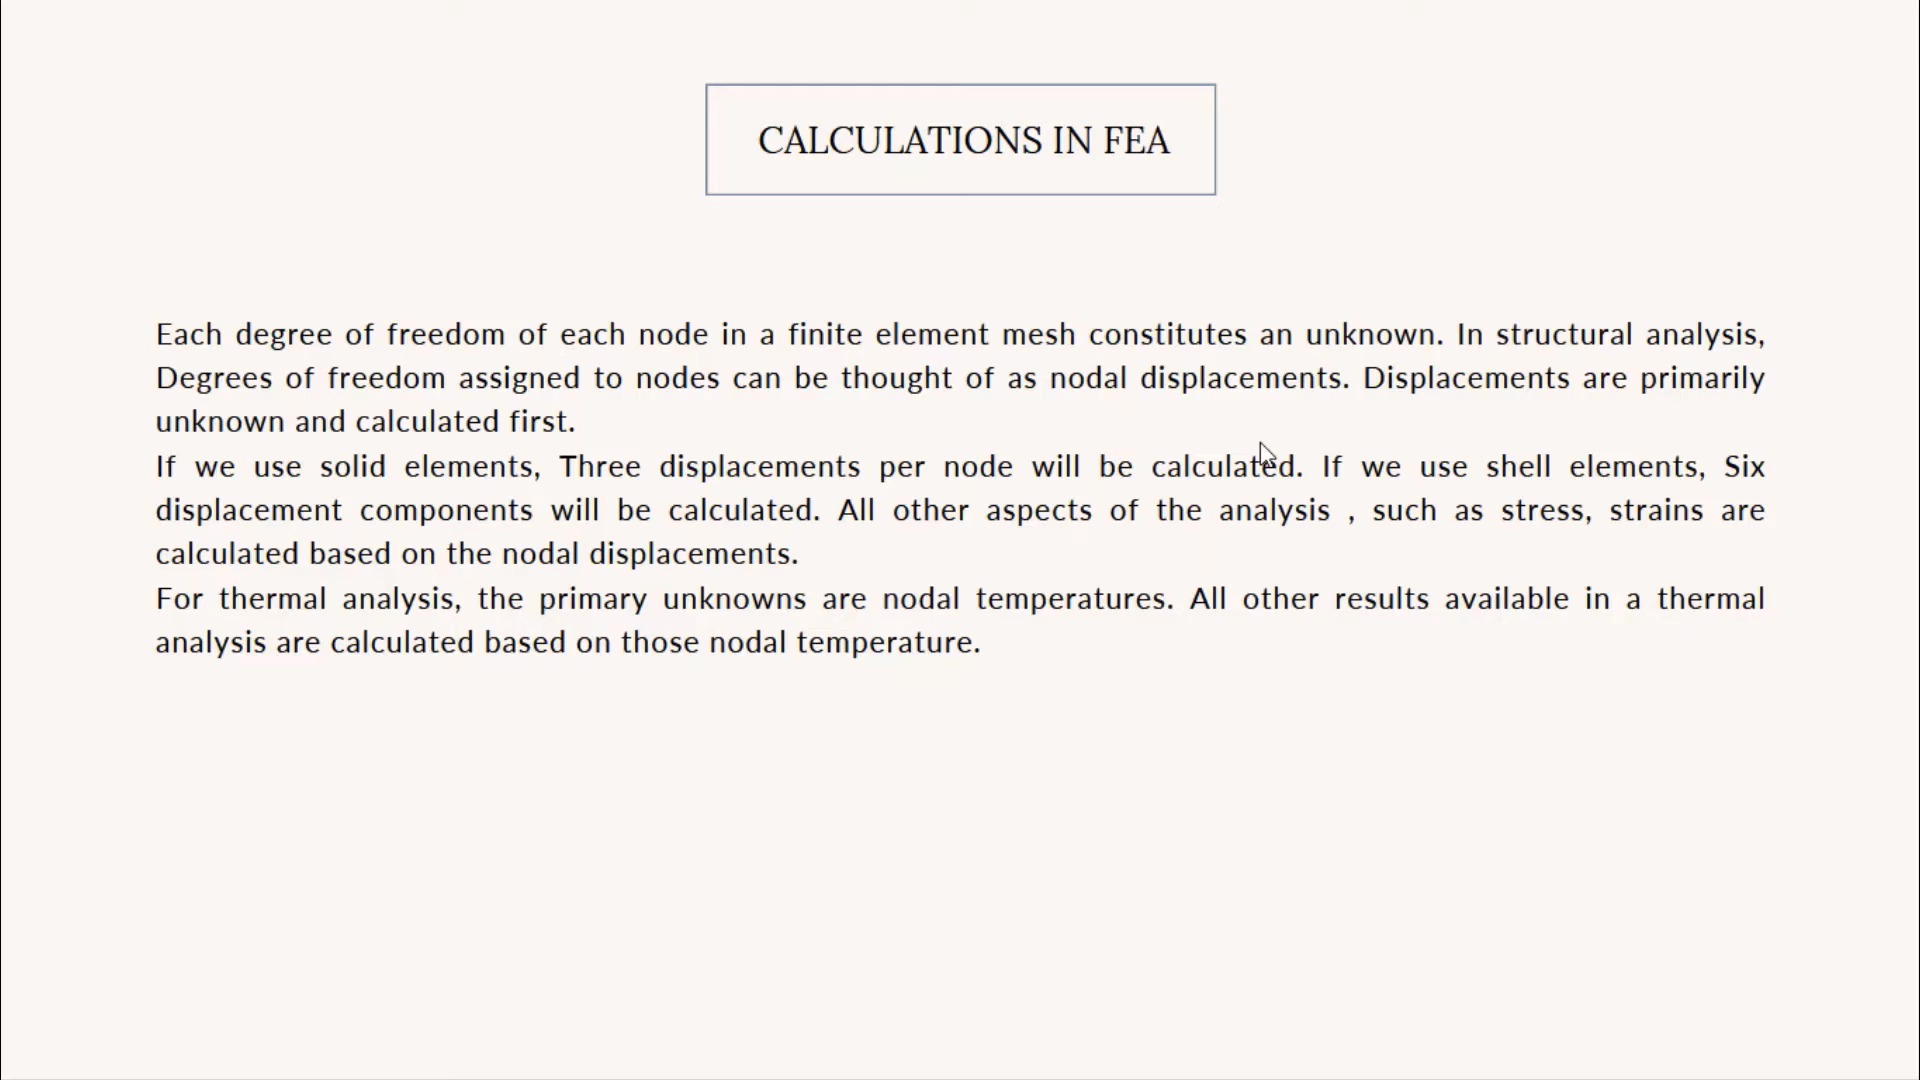 CALCULATIONS IN FEA
Each degree of freedom of each node in a finite element mesh constitutes an unknown. In structural analysis,
Degrees of freedom assigned to nodes can be thought of as nodal displacements. Displacements are primarily
unknown and calculated first.
If we use solid elements, Three displacements per node will be calculated. If we use shell elements, Six
displacement components will be calculated. All other aspects of the analysis , such as stress, strains are
calculated based on the nodal displacements.
For thermal analysis, the primary unknowns are nodal temperatures. All other results available in a thermal
analysis are calculated based on those nodal temperature.